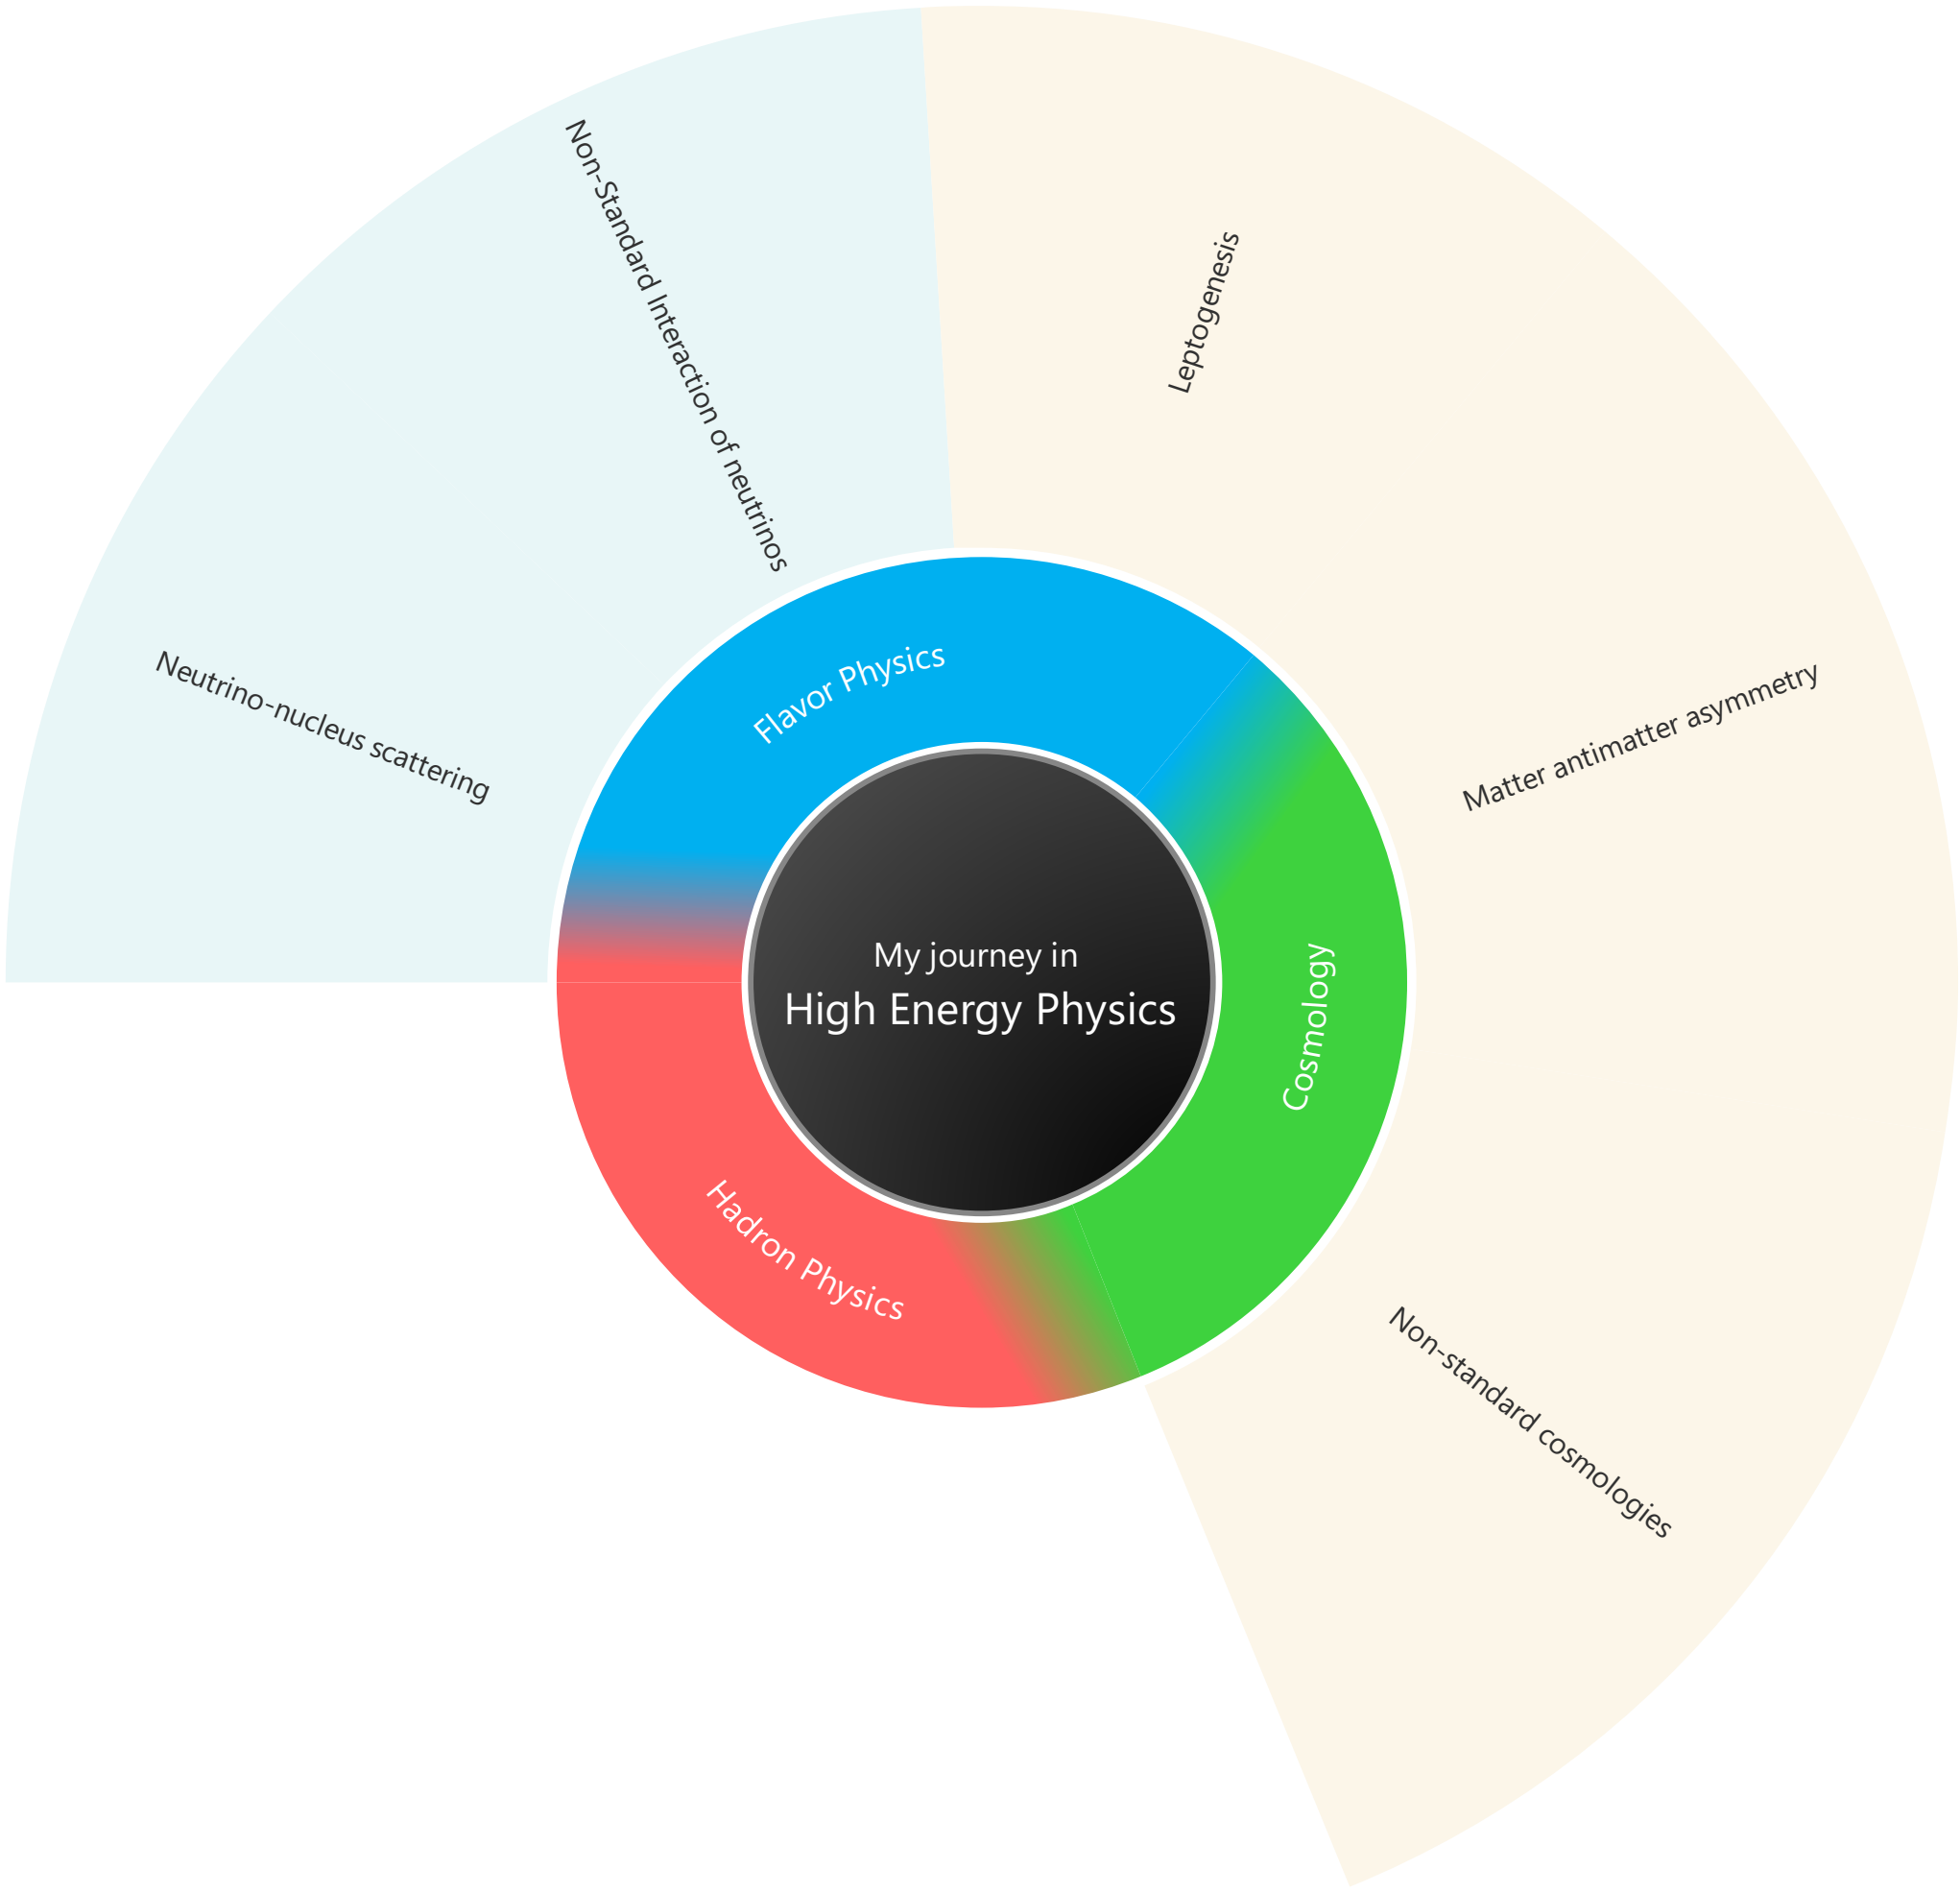 Non-Standard Interaction of neutrinos
Leptogenesis
Neutrino-nucleus scattering
Flavor Physics
Matter antimatter asymmetry
My journey in
High Energy Physics
Cosmology
Hadron Physics
Non-standard cosmologies